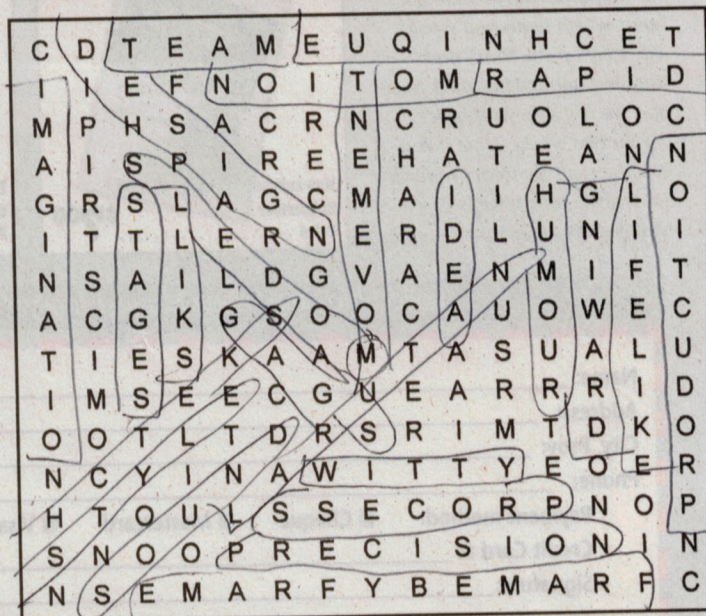 C D T E A M E U Q I N H C E T
I I E F N O I T O M R A P I D
M P H S A C R N C R U O L O C
A I S P I R E E H A T E A N N
G R S L A G C M A I I H G L O
I T T L E R N E R D L U N I I
N S A I L D G V A E N M I F T
A C G K G S O O C A U O W E C
T I E S K A A M T A S U A L U
I M S E E C G U E A R R R I D
O O T L T D R S R I M T D K O
N C Y I N A W I T T Y E O E R
H T O U L S S E C O R P N O P
S N O O P R E C I S I O N I N
N S E M A R F Y B E M A R F C